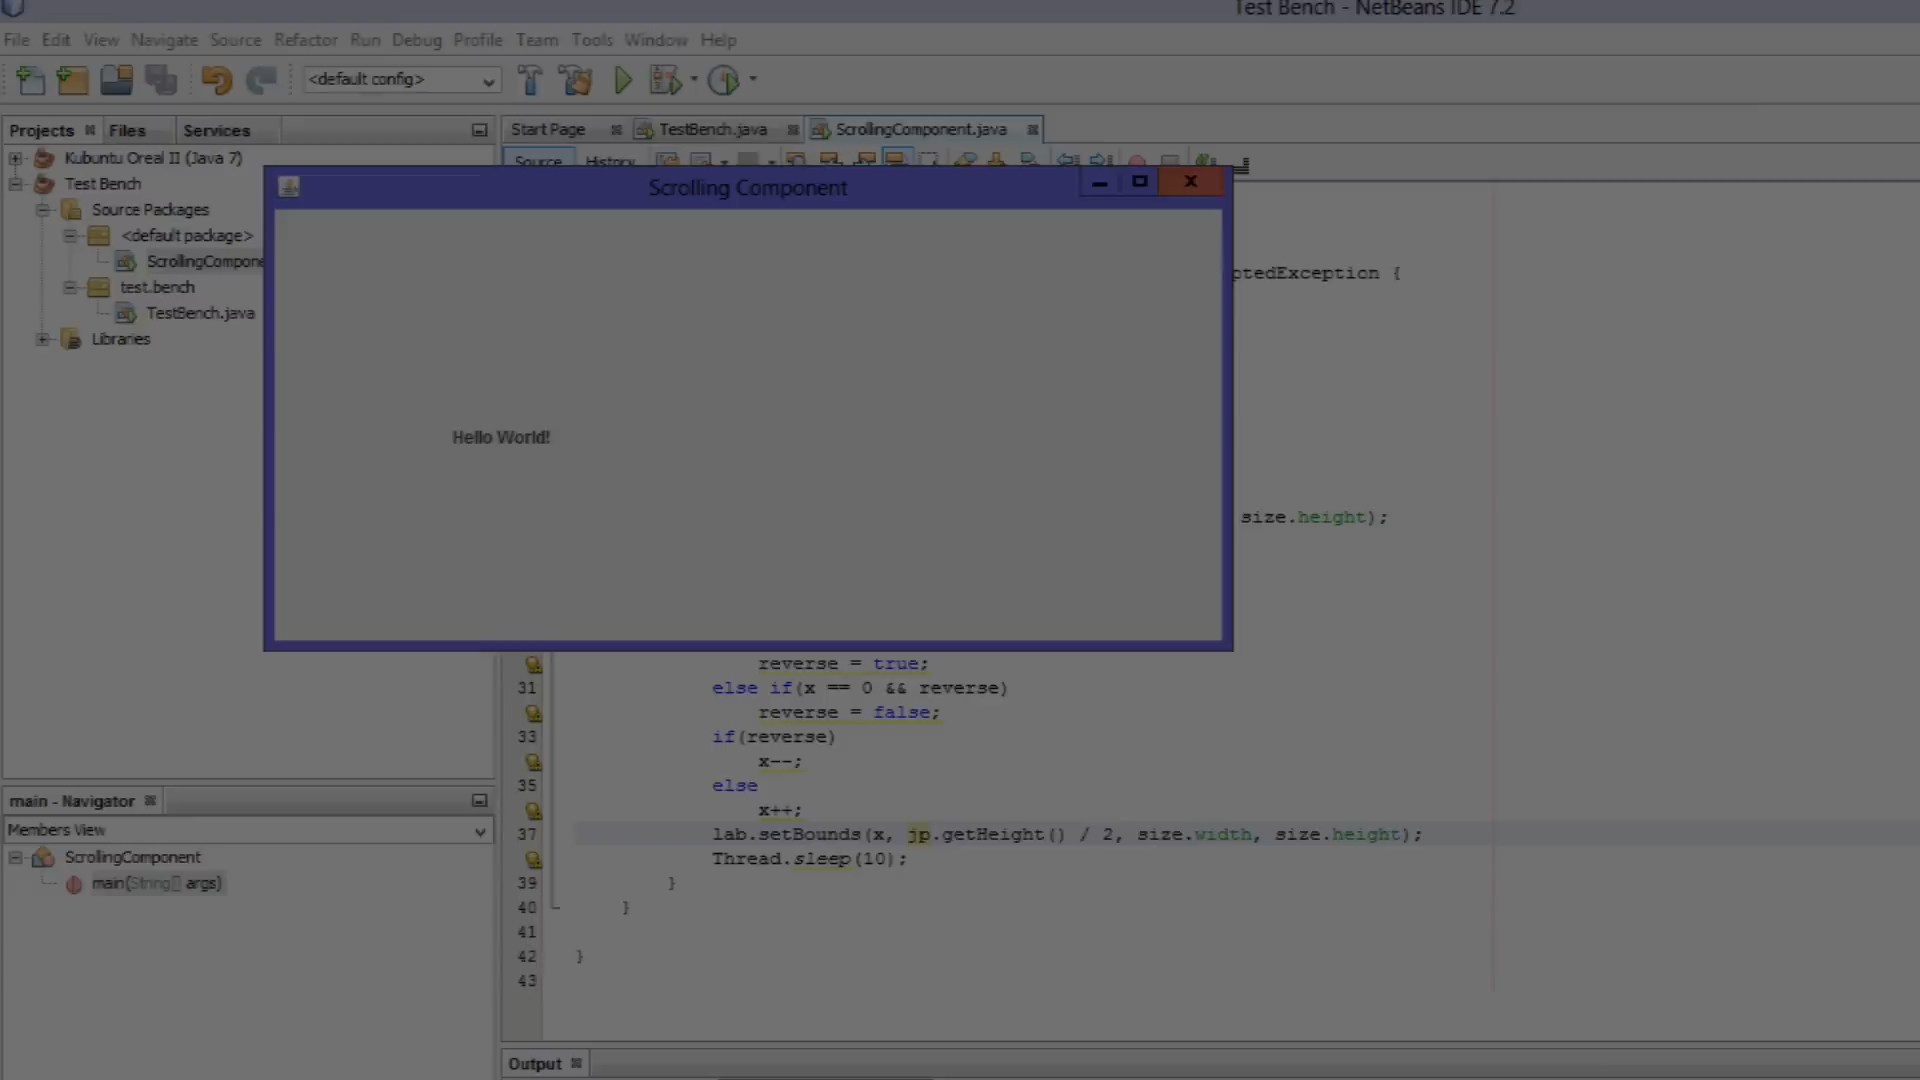 Test Bench - NetBeans IDE 7.2
File Edit View Navigate Source Refactor Run Debug Profile Team Tools Window Help
<default config>
Projects Files Services
Start Page TestBench.java ScrollingComponent.java
Source History
Kubuntu Oreal II (Java 7)
Test Bench
Source Packages
<default package>
ScrollingCompone
test.bench
TestBench.java
Libraries
Scrolling Component
Hello World!
ptedException {
size.height);
reverse = true;
31 else if(x == 0 && reverse)
reverse = false;
33 if(reverse)
x--;
35 else
x++;
37 lab.setBounds(x, jp.getHeight() / 2, size.width, size.height);
Thread.sleep(10);
39 }
40 }
41
42 }
43
main - Navigator
Members View
ScrollingComponent
main(String[] args)
Output